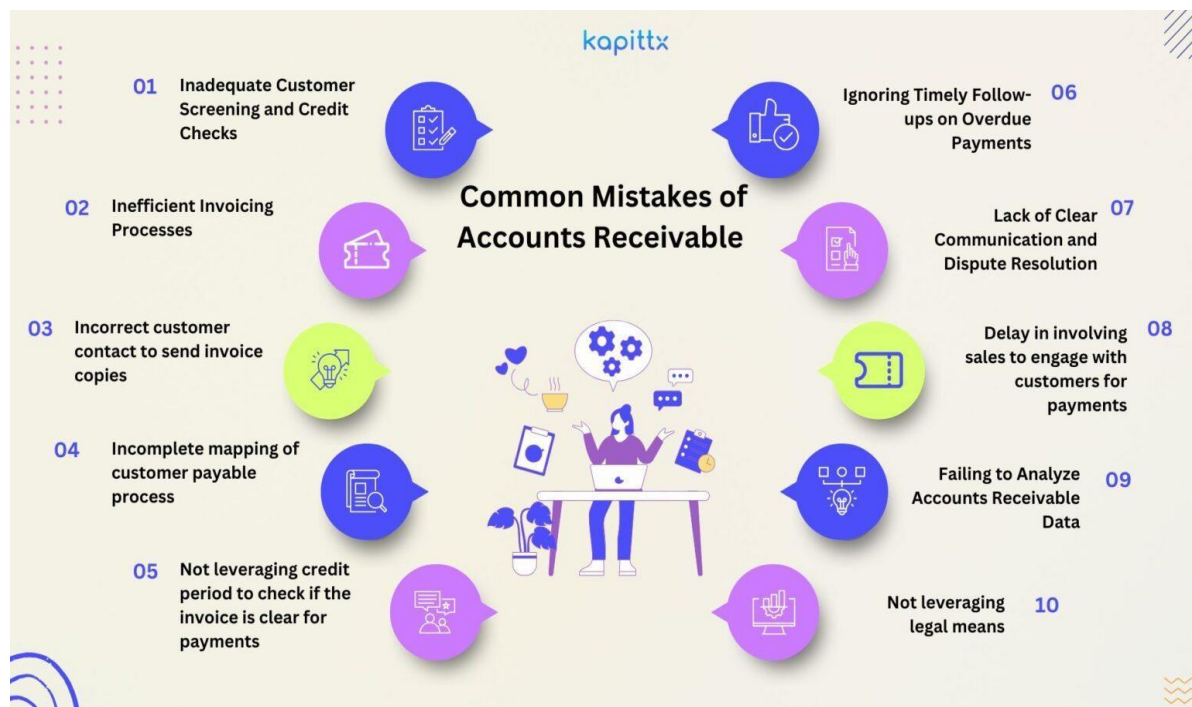 kapittx
Common Mistakes of
Accounts Receivable
01
Inadequate Customer
Screening and Credit
Checks
02
Inefficient Invoicing
Processes
03
Incorrect customer
contact to send invoice
copies
04
Incomplete mapping of
customer payable
process
05
Not leveraging credit
period to check if the
invoice is clear for
payments
06
Ignoring Timely Follow-
ups on Overdue
Payments
07
Lack of Clear
Communication and
Dispute Resolution
08
Delay in involving
sales to engage with
customers for
payments
09
Failing to Analyze
Accounts Receivable
Data
10
Not leveraging
legal means